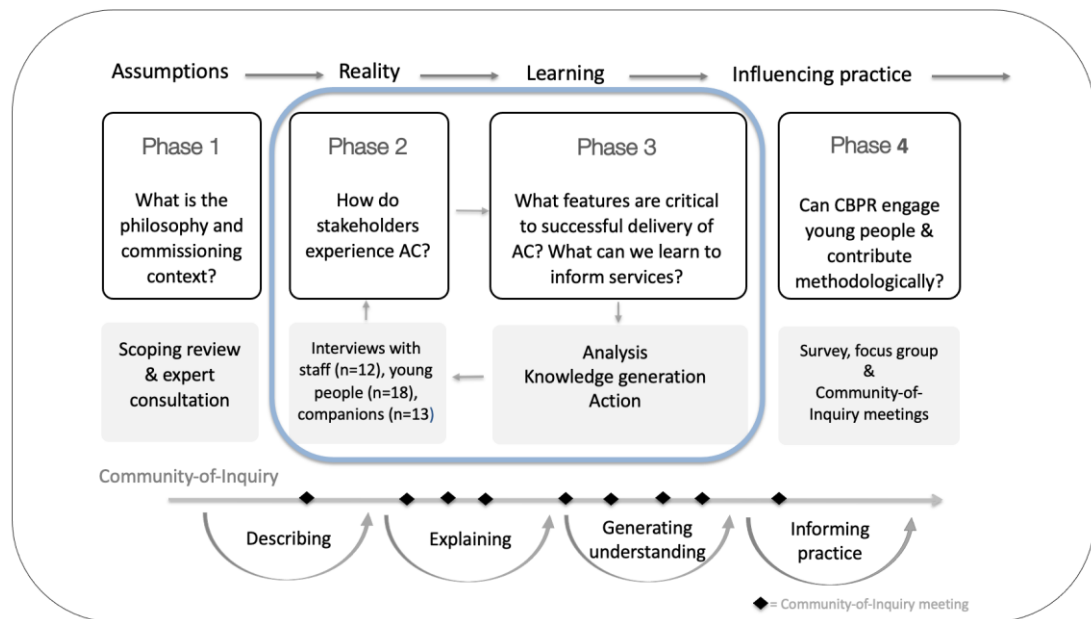 Assumptions
Reality
Learning
Influencing practice
Phase 1
What is the
philosophy and
commissioning
context?
Phase 2
How do
stakeholders
experience AC?
Phase 3
What features are critical
to successful delivery of
AC? What can we learn to
inform services?
Phase 4
Can CBPR engage
young people &
contribute
methodologically?
Scoping review
& expert
consultation
Interviews with
staff (n=12), young
people (n=18),
companions (n=13)
Analysis
Knowledge generation
Action
Survey, focus group
&
Community-of-
Inquiry meetings
Community-of-Inquiry
Describing
Explaining
Generating
understanding
Informing
practice
= Community-of-Inquiry meeting